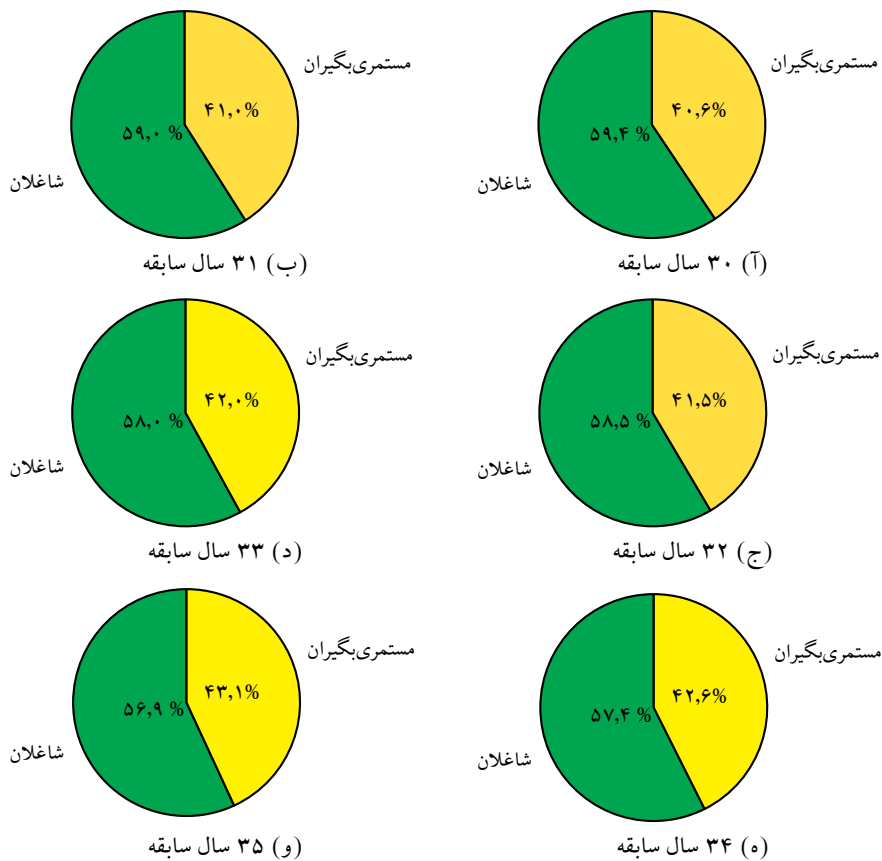 مستمری‌بگیران
۴۰,۶%
۵۹,۴ %
شاغلان
(آ) ۳۰ سال سابقه
مستمری‌بگیران
۴۱,۰%
۵۹,۰ %
شاغلان
(ب) ۳۱ سال سابقه
مستمری‌بگیران
۴۱,۵%
۵۸,۵ %
شاغلان
(ج) ۳۲ سال سابقه
مستمری‌بگیران
۴۲,۰%
۵۸,۰ %
شاغلان
(د) ۳۳ سال سابقه
مستمری‌بگیران
۴۲,۶%
۵۷,۴ %
شاغلان
(ه) ۳۴ سال سابقه
مستمری‌بگیران
۴۳,۱%
۵۶,۹ %
شاغلان
(و) ۳۵ سال سابقه